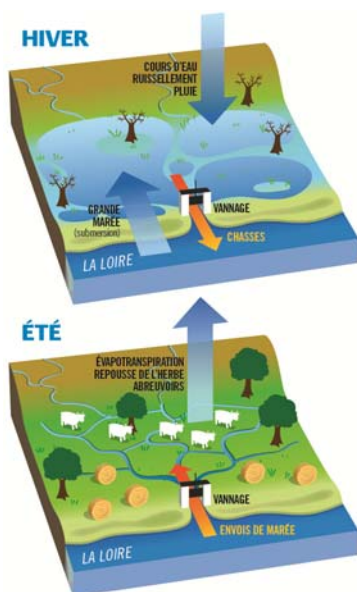 HIVER
COURS D'EAU
RUISSELLEMENT
PLUIE
GRANDE
MARÉE
(submersion)
VANNAGE
CHASSES
LA LOIRE
ÉTÉ
ÉVAPOTRANSPIRATION
REPOUSSE DE L'HERBE
ABREUVOIRS
VANNAGE
ENVOIS DE MARÉE
LA LOIRE